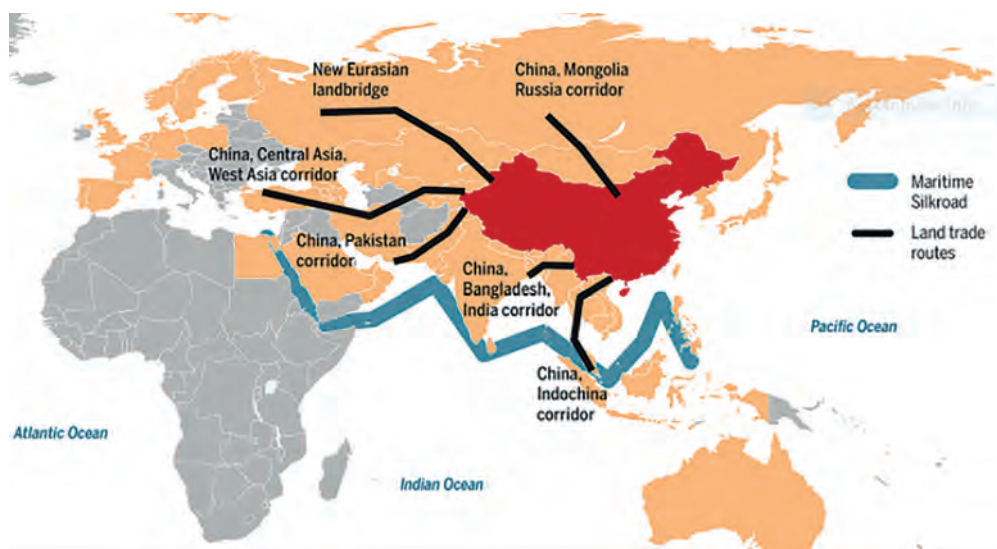 New Eurasian
landbridge
China, Mongolia
Russia corridor
China, Central Asia,
West Asia corridor
Maritime
Silkroad
Land trade
routes
China, Pakistan
corridor
China,
Bangladesh,
India corridor
Pacific Ocean
China,
Indochina
corridor
Atlantic Ocean
Indian Ocean